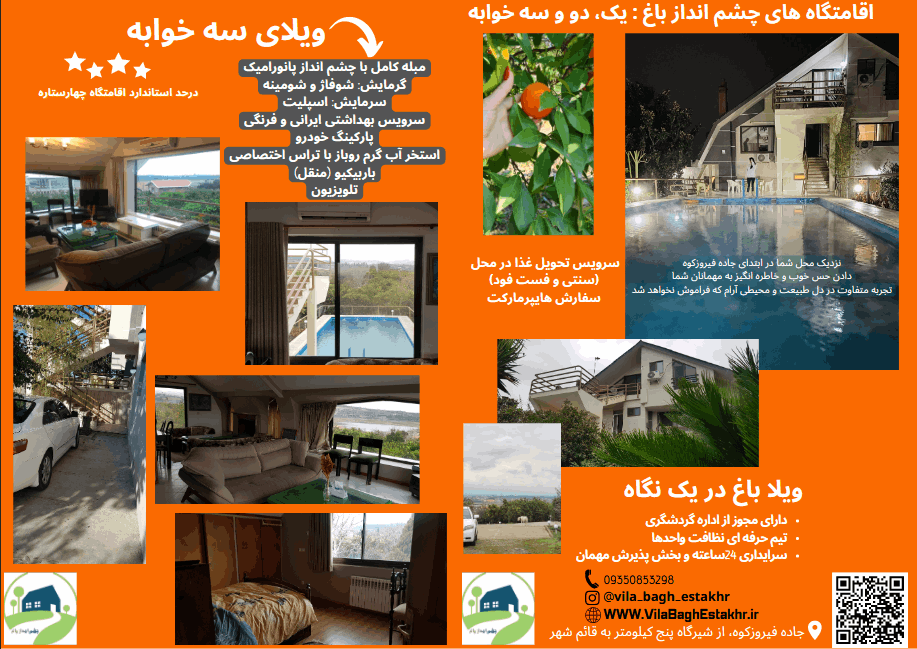 اقامتگاه های چشم انداز باغ : یک، دو و سه خوابه
نزدیک محل شما در ابتدای جاده فیروزکوه
دادن حس خوب و خاطره انگیز به مهمانان شما
تجربه متفاوت در دل طبیعت و محیطی آرام که فراموش نخواهد شد
سرویس تحویل غذا در محل
(سنتی و فست فود)
سفارش هایپرمارکت
ویلا باغ در یک نگاه
• دارای مجوز از اداره گردشگری
• تیم حرفه ای نظافت واحدها
• سرایداری 24ساعته و بخش پذیرش مهمان
09350853298
@vila_bagh_estakhr
WWW.VilaBaghEstakhr.ir
جاده فیروزکوه، از شیرگاه پنج کیلومتر به قائم شهر
ویلای سه خوابه
درحد استاندارد اقامتگاه چهارستاره
مبله کامل با چشم انداز پانورامیک
گرمایش: شوفاژ و شومینه
سرمایش: اسپلیت
سرویس بهداشتی ایرانی و فرنگی
پارکینگ خودرو
استخر آب گرم روباز با تراس اختصاصی
باربیکیو (منقل)
تلویزیون